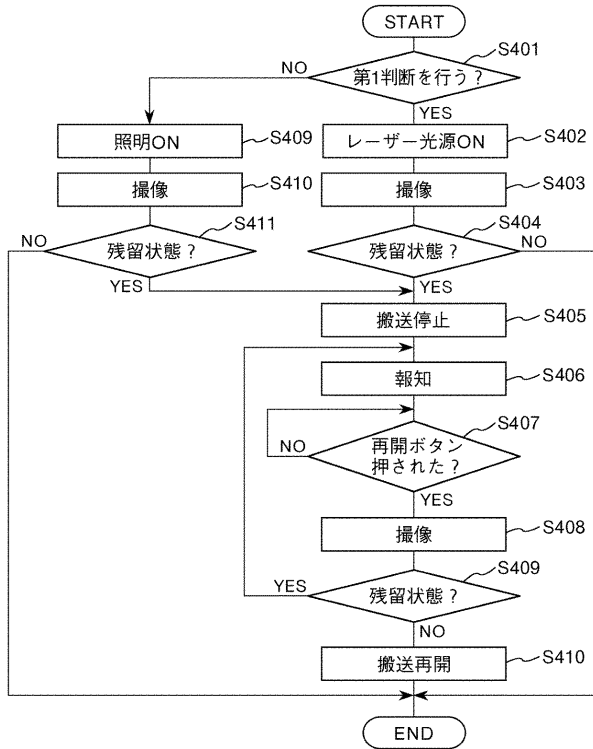 START
S401
第1判断を行う？
NO
YES
照明ON
S409
レーザー光源ON
S402
撮像
S410
撮像
S403
S411
S404
NO
残留状態？
残留状態？
NO
YES
YES
搬送停止
S405
報知
S406
S407
再開ボタン
押された？
NO
YES
撮像
S408
S409
YES
残留状態？
NO
搬送再開
S410
END